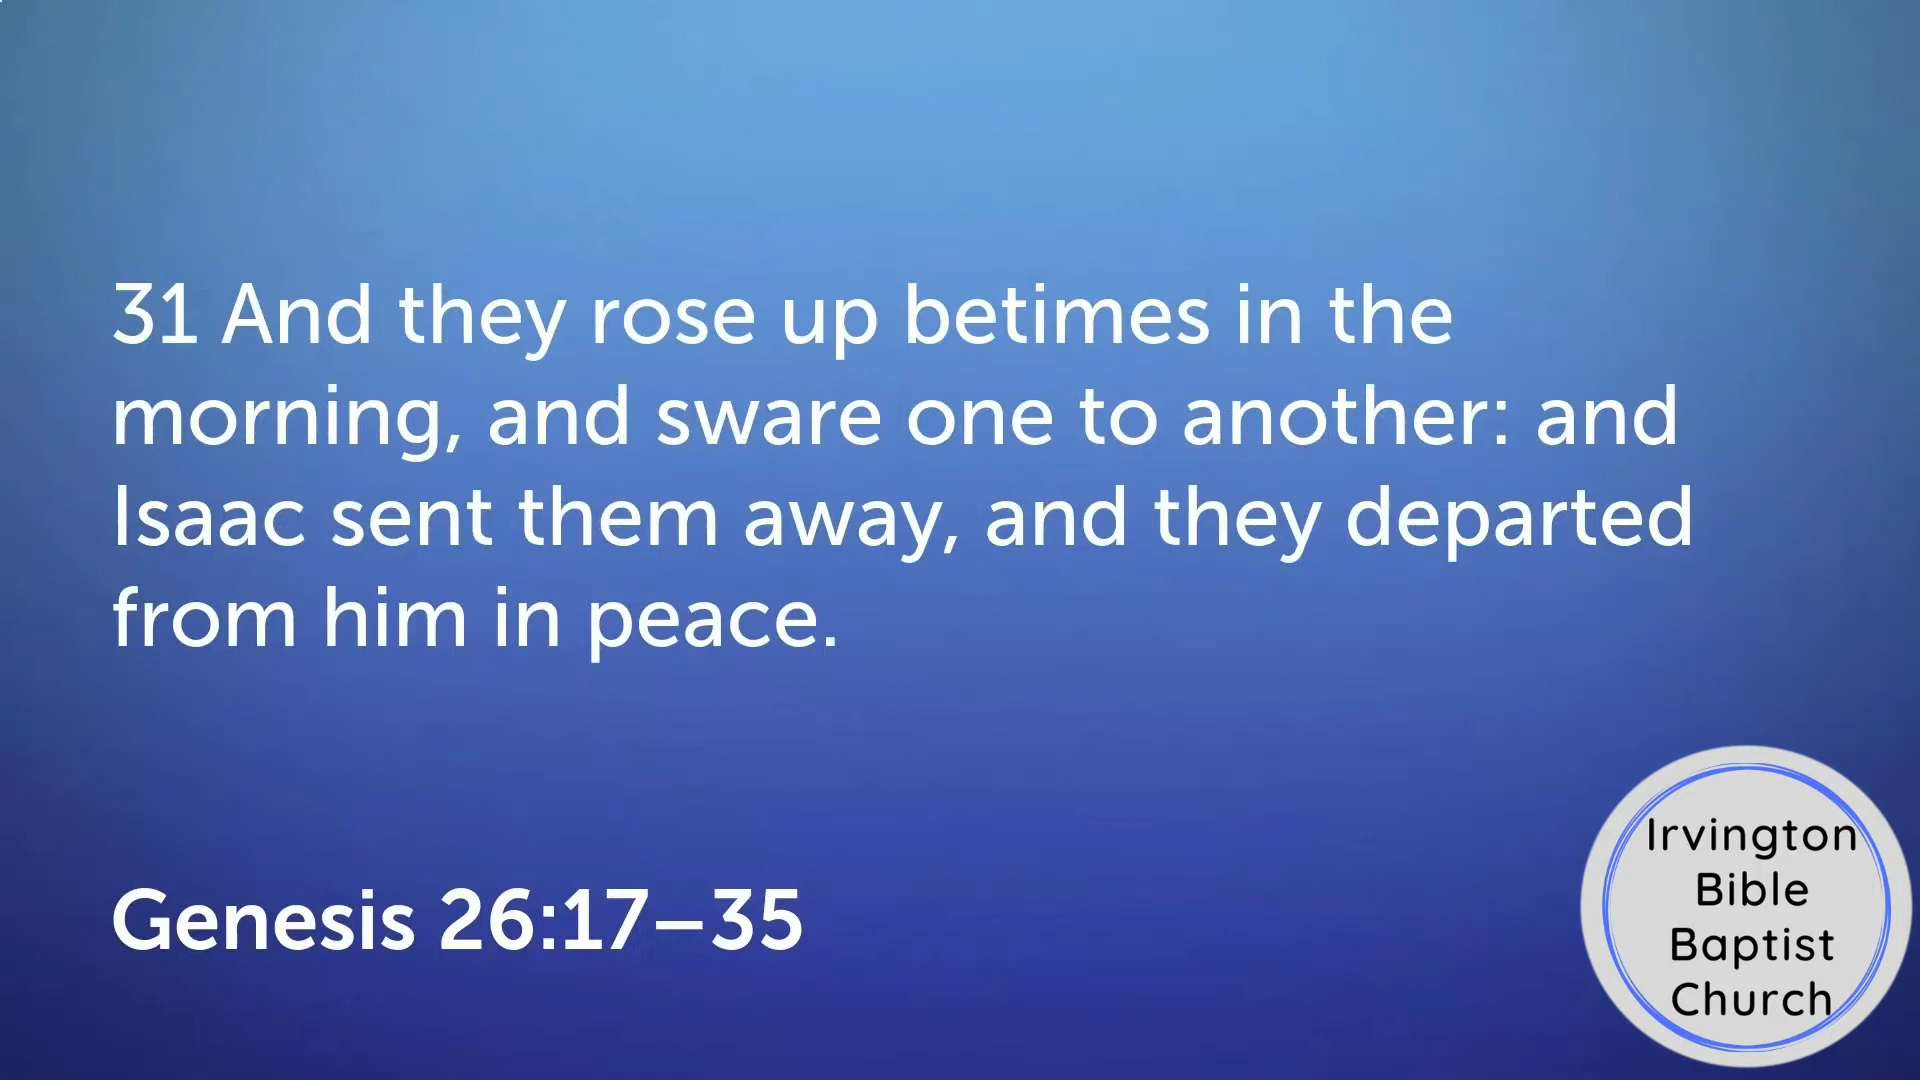 31 And they rose up betimes in the
morning, and sware one to another: and
Isaac sent them away, and they departed
from him in peace.
Genesis 26:17–35
Irvington
Bible
Baptist
Church